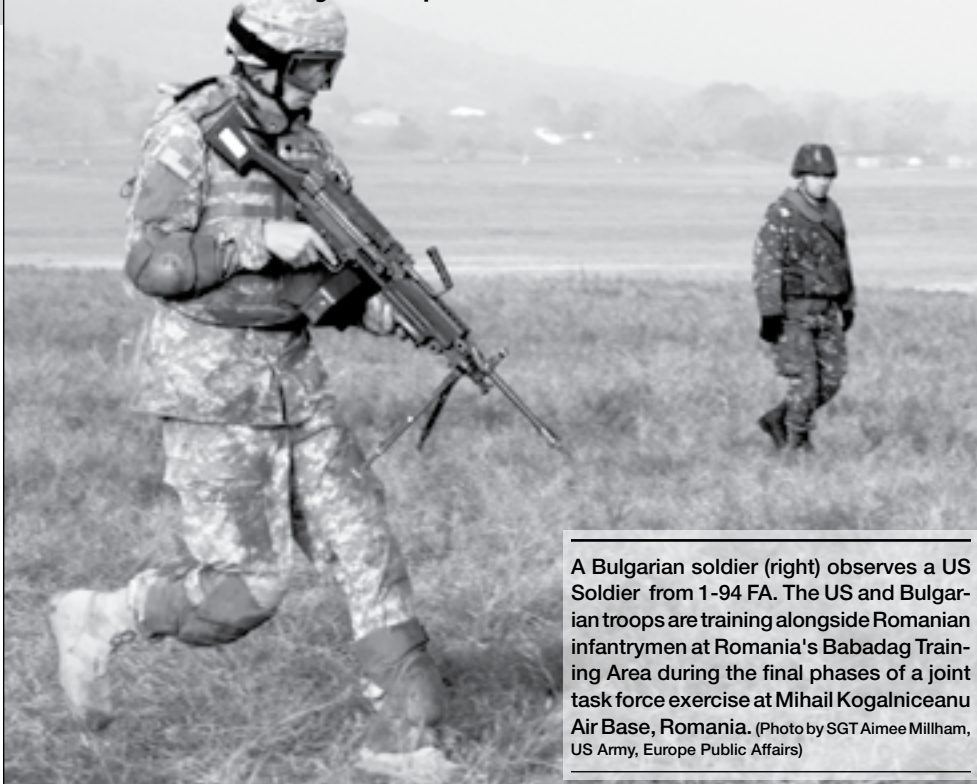 A Bulgarian soldier (right) observes a US
Soldier from 1-94 FA. The US and Bulgar-
ian troops are training alongside Romanian
infantrymen at Romania's Babadag Train-
ing Area during the final phases of a joint
task force exercise at Mihail Kogalniceanu
Air Base, Romania. (Photo by SGT Aimee Millham,
US Army, Europe Public Affairs)